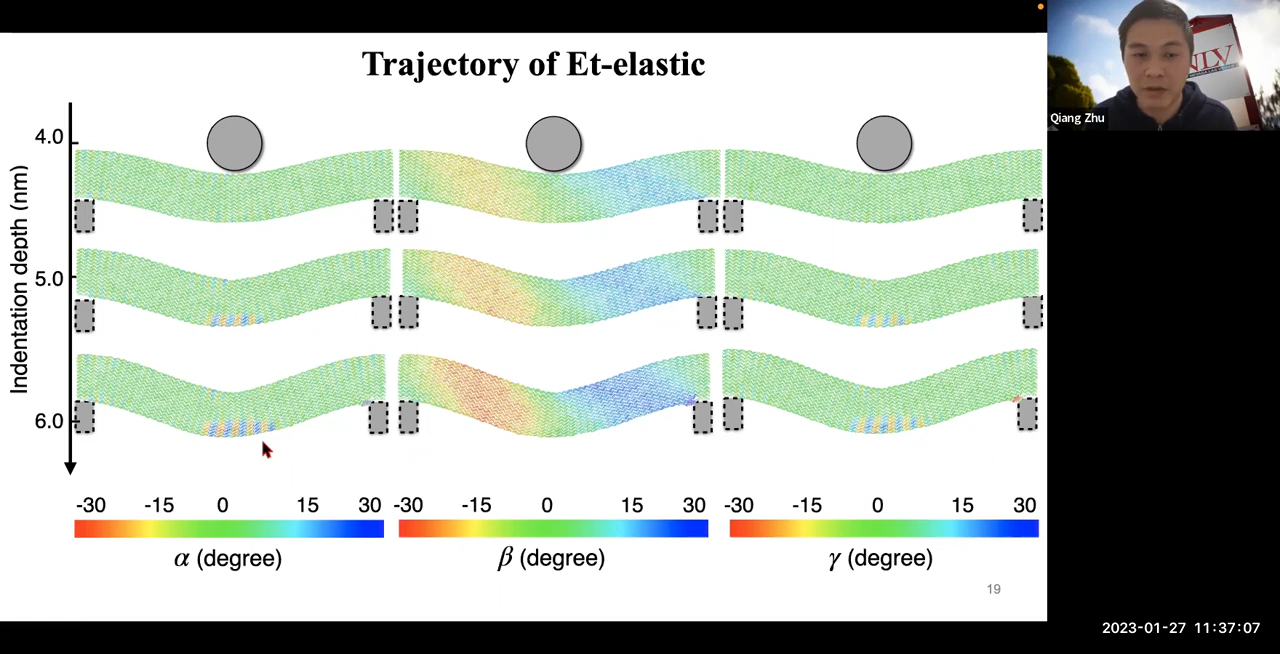 Trajectory of Et-elastic
Indentation depth (nm)
4.0
5.0
6.0
-30 -15 0 15 30
α (degree)
-30 -15 0 15 30
β (degree)
-30 -15 0 15 30
γ (degree)
19
NLV
Qiang Zhu
2023-01-27 11:37:07